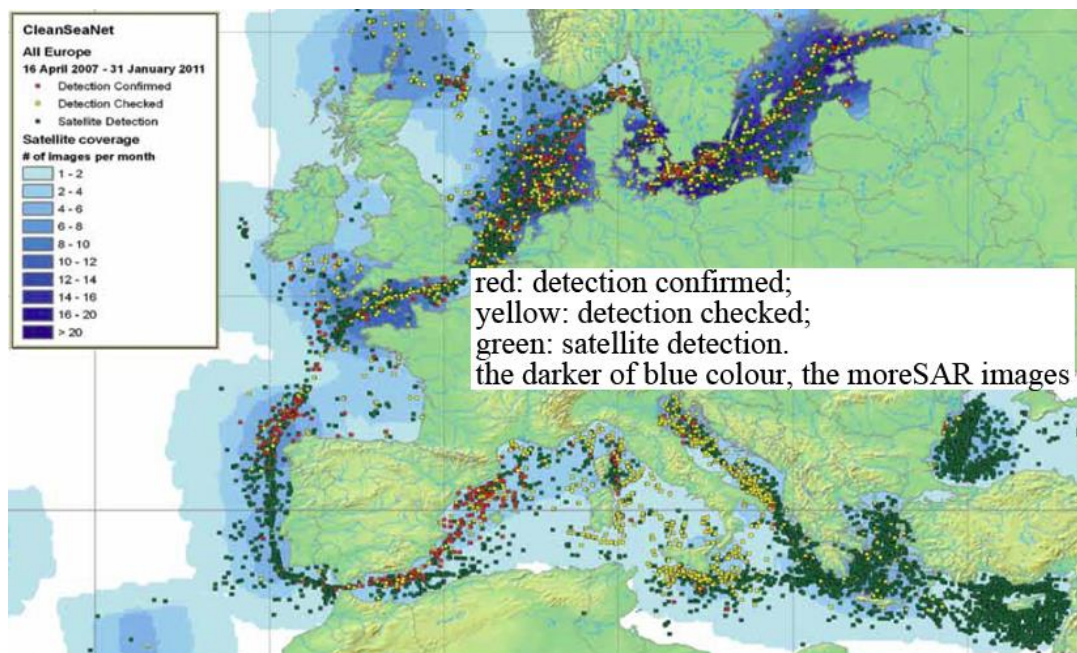 CleanSeaNet
All Europe
16 April 2007 - 31 January 2011
Detection Confirmed
Detection Checked
Satellite Detection
Satellite coverage
# of images per month
1 - 2
2 - 4
4 - 6
6 - 8
8 - 10
10 - 12
12 - 14
14 - 16
16 - 20
> 20
red: detection confirmed;
yellow: detection checked;
green: satellite detection.
the darker of blue colour, the moreSAR images